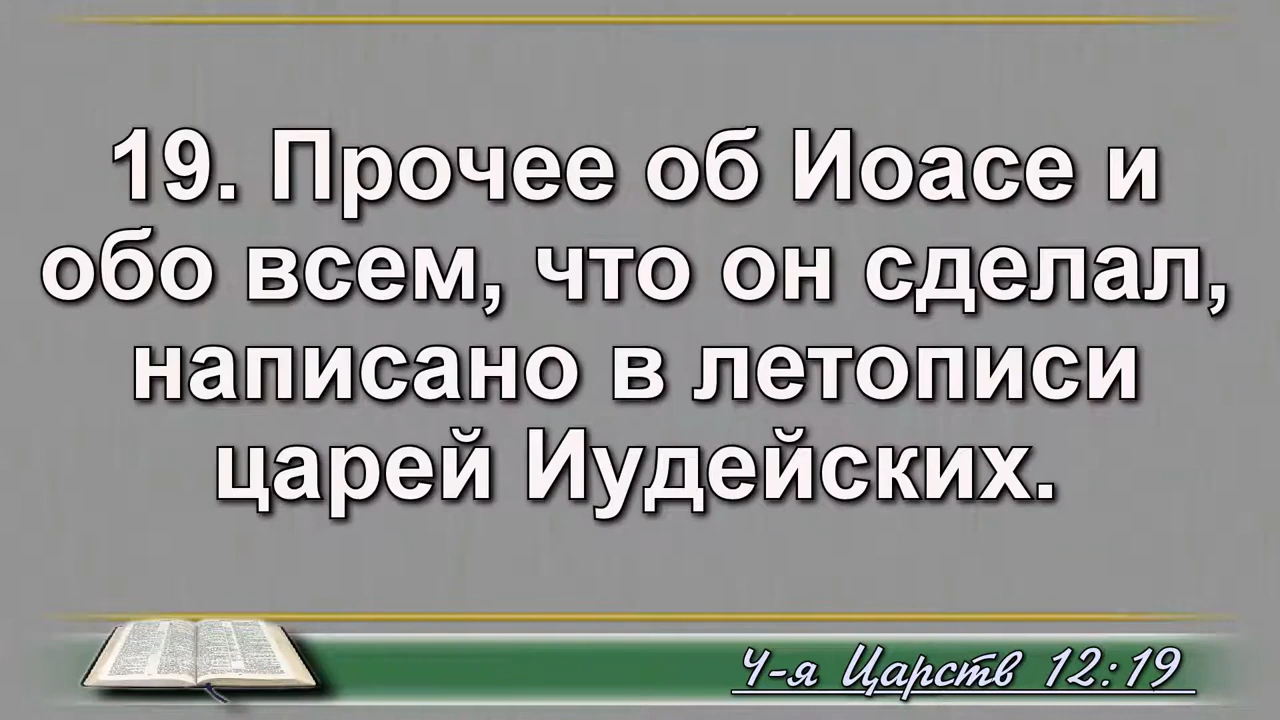 19. Прочее об Иоасе и
обо всем, что он сделал,
написано в летописи
царей Иудейских.
4-я Царств 12:19